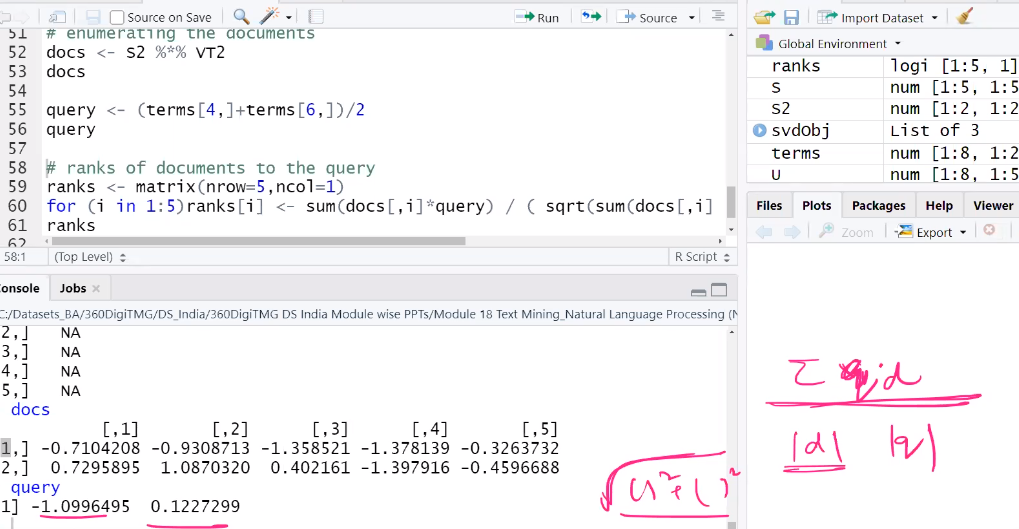 Source on Save
Run
Source
51 # enumerating the documents
52 docs <- S2 %*% VT2
53 docs
54
55 query <- (terms[4,]+terms[6,])/2
56 query
57
58 # ranks of documents to the query
59 ranks <- matrix(nrow=5,ncol=1)
60 for (i in 1:5)ranks[i] <- sum(docs[,i]*query) / ( sqrt(sum(docs[,i]
61 ranks
62
58:1 (Top Level) R Script
onsole Jobs
C:/Datasets_BA/360DigiTMG/DS_India/360DigiTMG DS India Module wise PPTs/Module 18 Text Mining_Natural Language Processing (N
2,] NA
3,] NA
4,] NA
5,] NA
docs
[,1] [,2] [,3] [,4] [,5]
1,] -0.7104208 -0.9308713 -1.358521 -1.378139 -0.3263732
2,] 0.7295895 1.0870320 0.402161 -1.397916 -0.4596688
query
1] -1.0996495 0.1227299
Import Dataset
Global Environment
ranks logi [1:5, 1]
S num [1:5, 1:5
S2 num [1:2, 1:2
svdObj List of 3
terms num [1:8, 1:2
U num [1:8, 1:5
Files Plots Packages Help Viewer
Zoom Export
|d| |q|